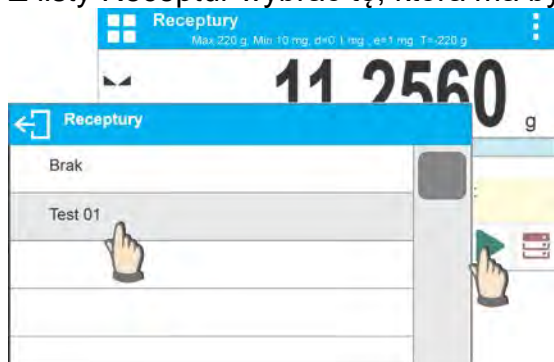 Z listy Receptur wybrać tę, która ma by
Receptury
Max 220 g, Min 10 mg, d=0.1 mg, e=1 mg T=-220 g
11.2560 g
Receptury
Brak
Test 01